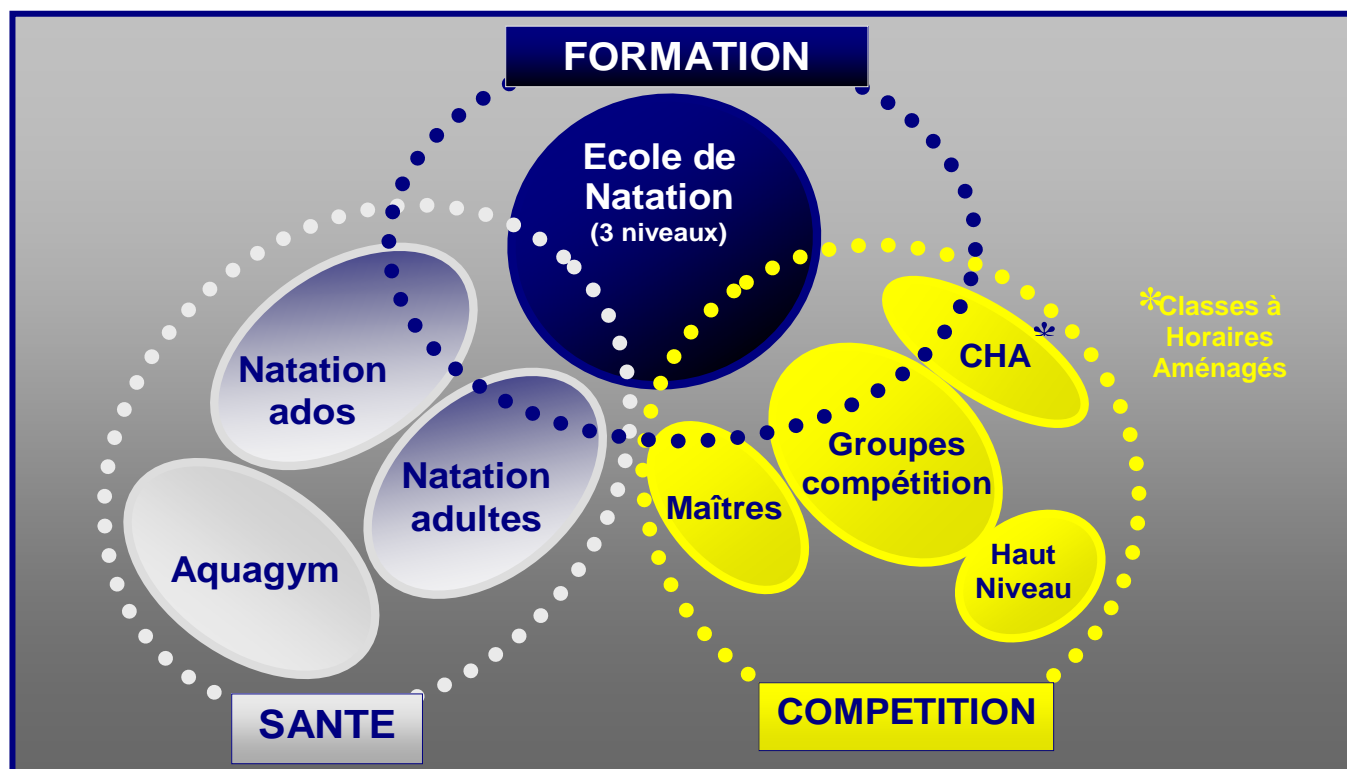 FORMATION
Ecole de
Natation
(3 niveaux)
Natation
ados
Natation
adultes
Aquagym
SANTE
CHA*
*Classes à
Horaires
Aménagés
Groupes
compétition
Maîtres
Haut
Niveau
COMPETITION